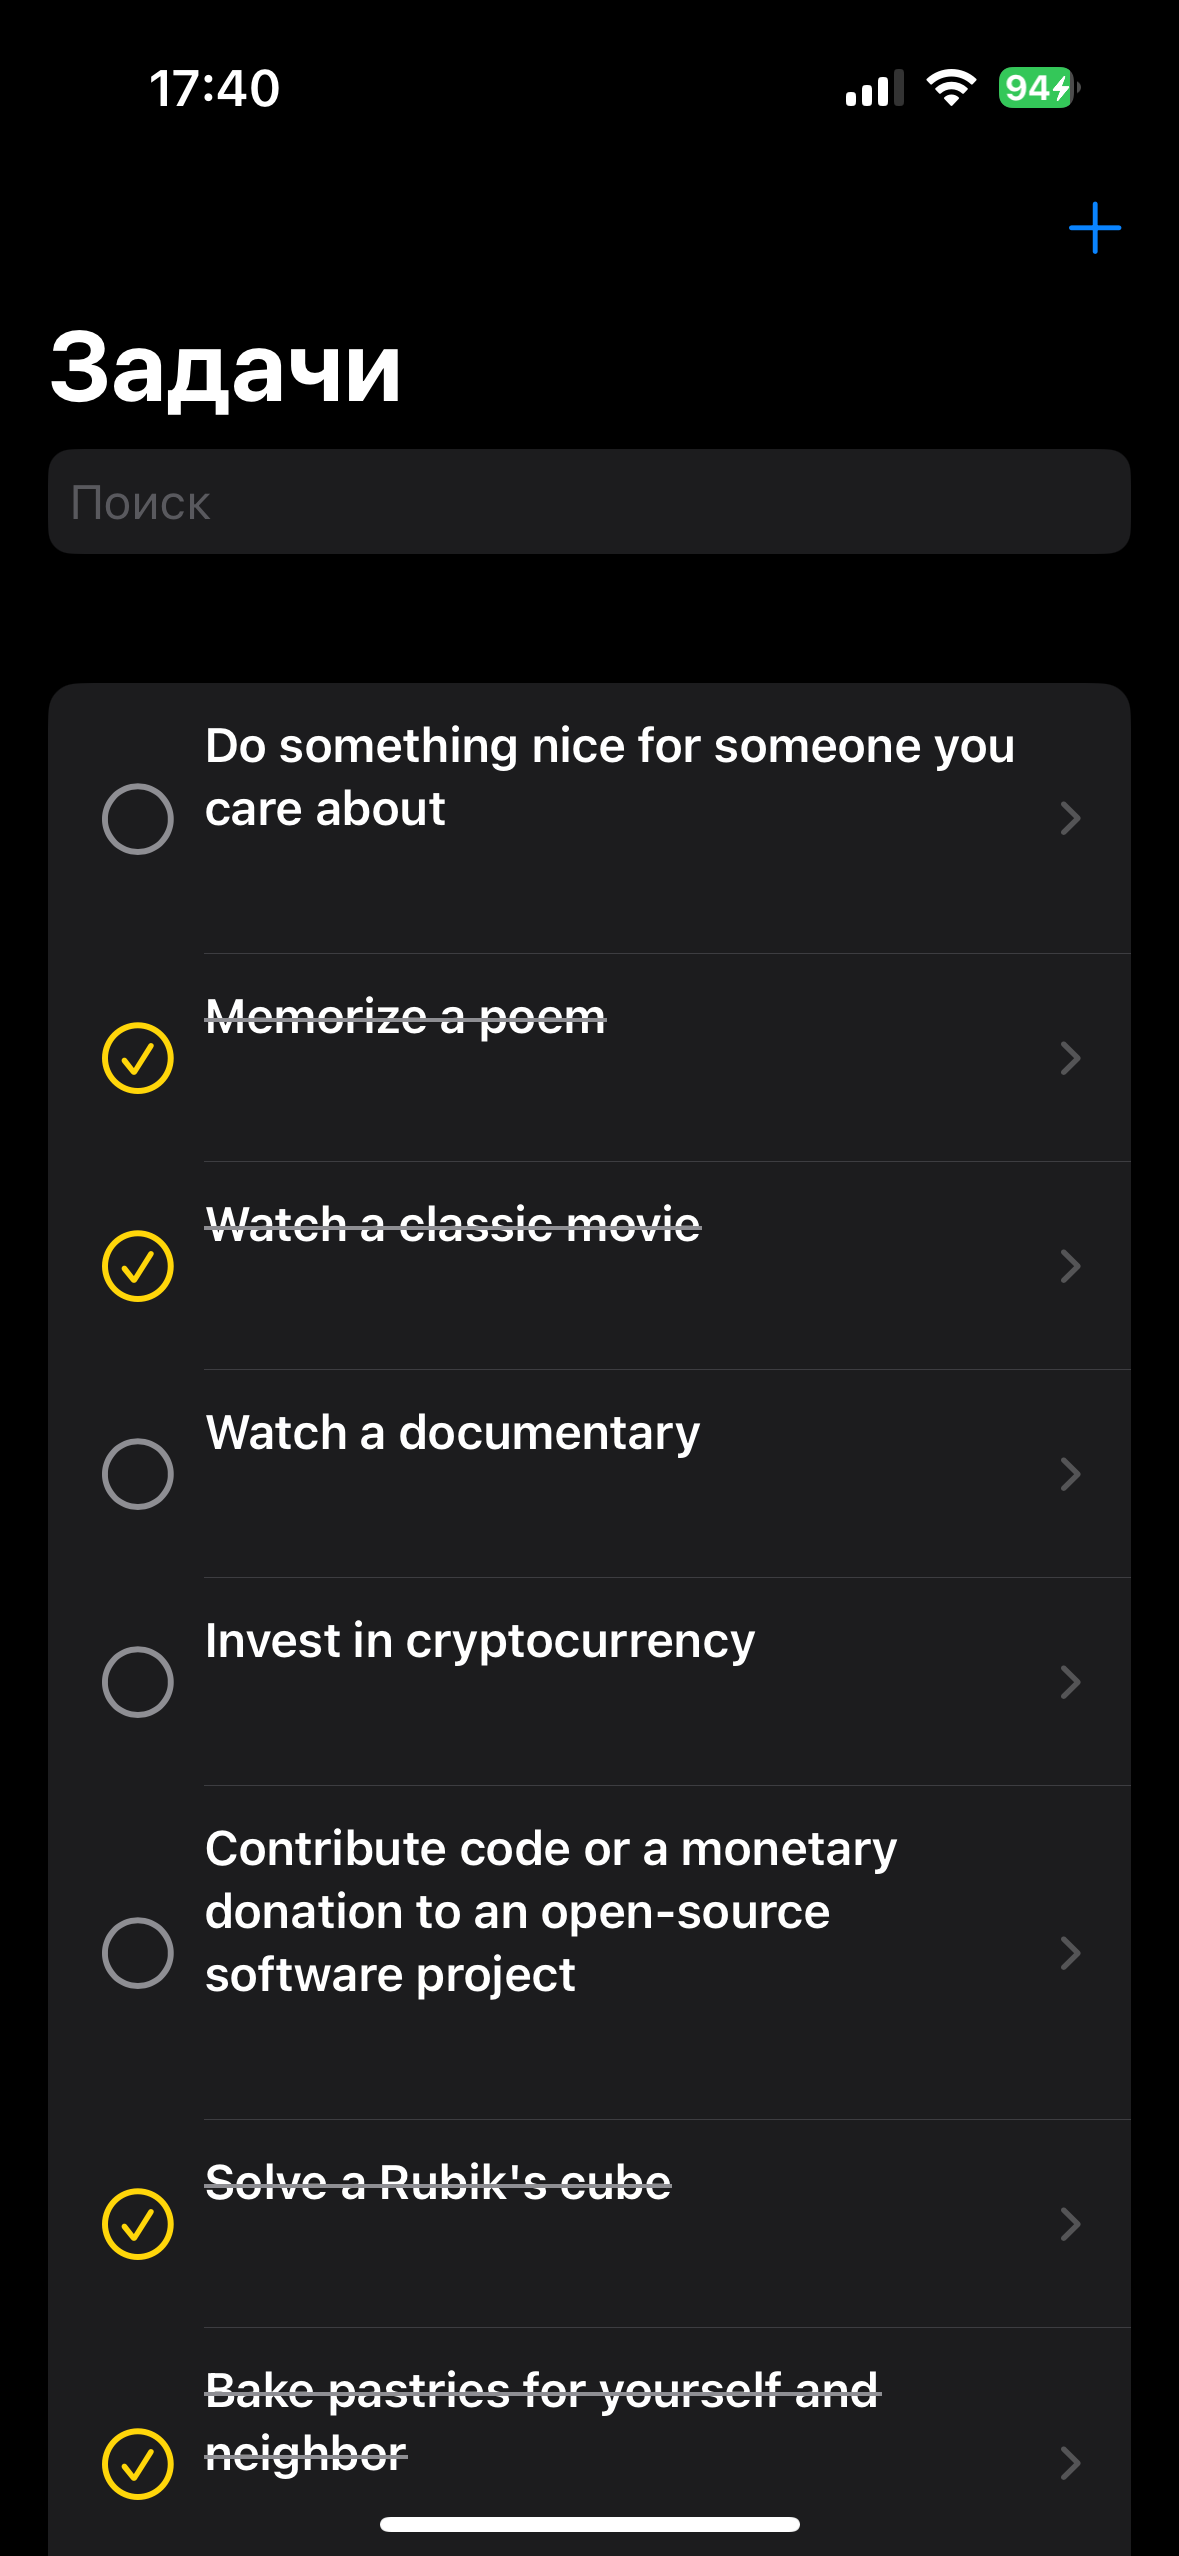 17:40
94
Задачи
Поиск
Do something nice for someone you
care about
Memorize a poem
Watch a classic movie
Watch a documentary
Invest in cryptocurrency
Contribute code or a monetary
donation to an open-source
software project
Solve a Rubik's cube
Bake pastries for yourself and
neighbor